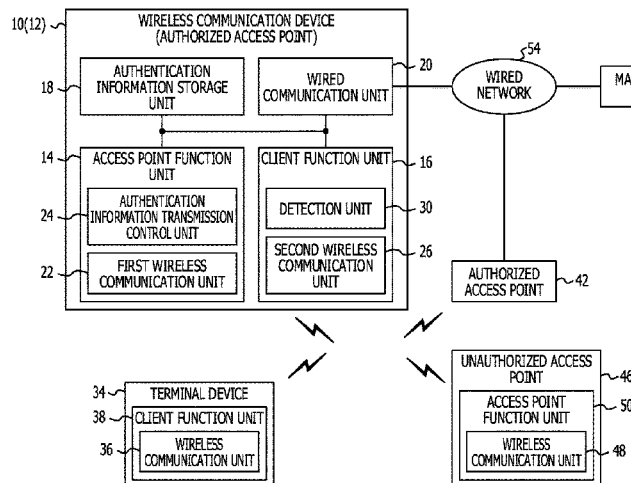 10(12)
WIRELESS COMMUNICATION DEVICE
(AUTHORIZED ACCESS POINT)
18
AUTHENTICATION
INFORMATION STORAGE
UNIT
20
WIRED
COMMUNICATION UNIT
54
WIRED
NETWORK
MA
14
ACCESS POINT FUNCTION
UNIT
24
AUTHENTICATION
INFORMATION TRANSMISSION
CONTROL UNIT
22
FIRST WIRELESS
COMMUNICATION UNIT
CLIENT FUNCTION UNIT
16
DETECTION UNIT
30
SECOND WIRELESS
COMMUNICATION
UNIT
26
AUTHORIZED
ACCESS POINT
42
34
TERMINAL DEVICE
38
CLIENT FUNCTION UNIT
36
WIRELESS
COMMUNICATION UNIT
UNAUTHORIZED ACCESS
POINT
46
ACCESS POINT
FUNCTION UNIT
50
WIRELESS
COMMUNICATION UNIT
48